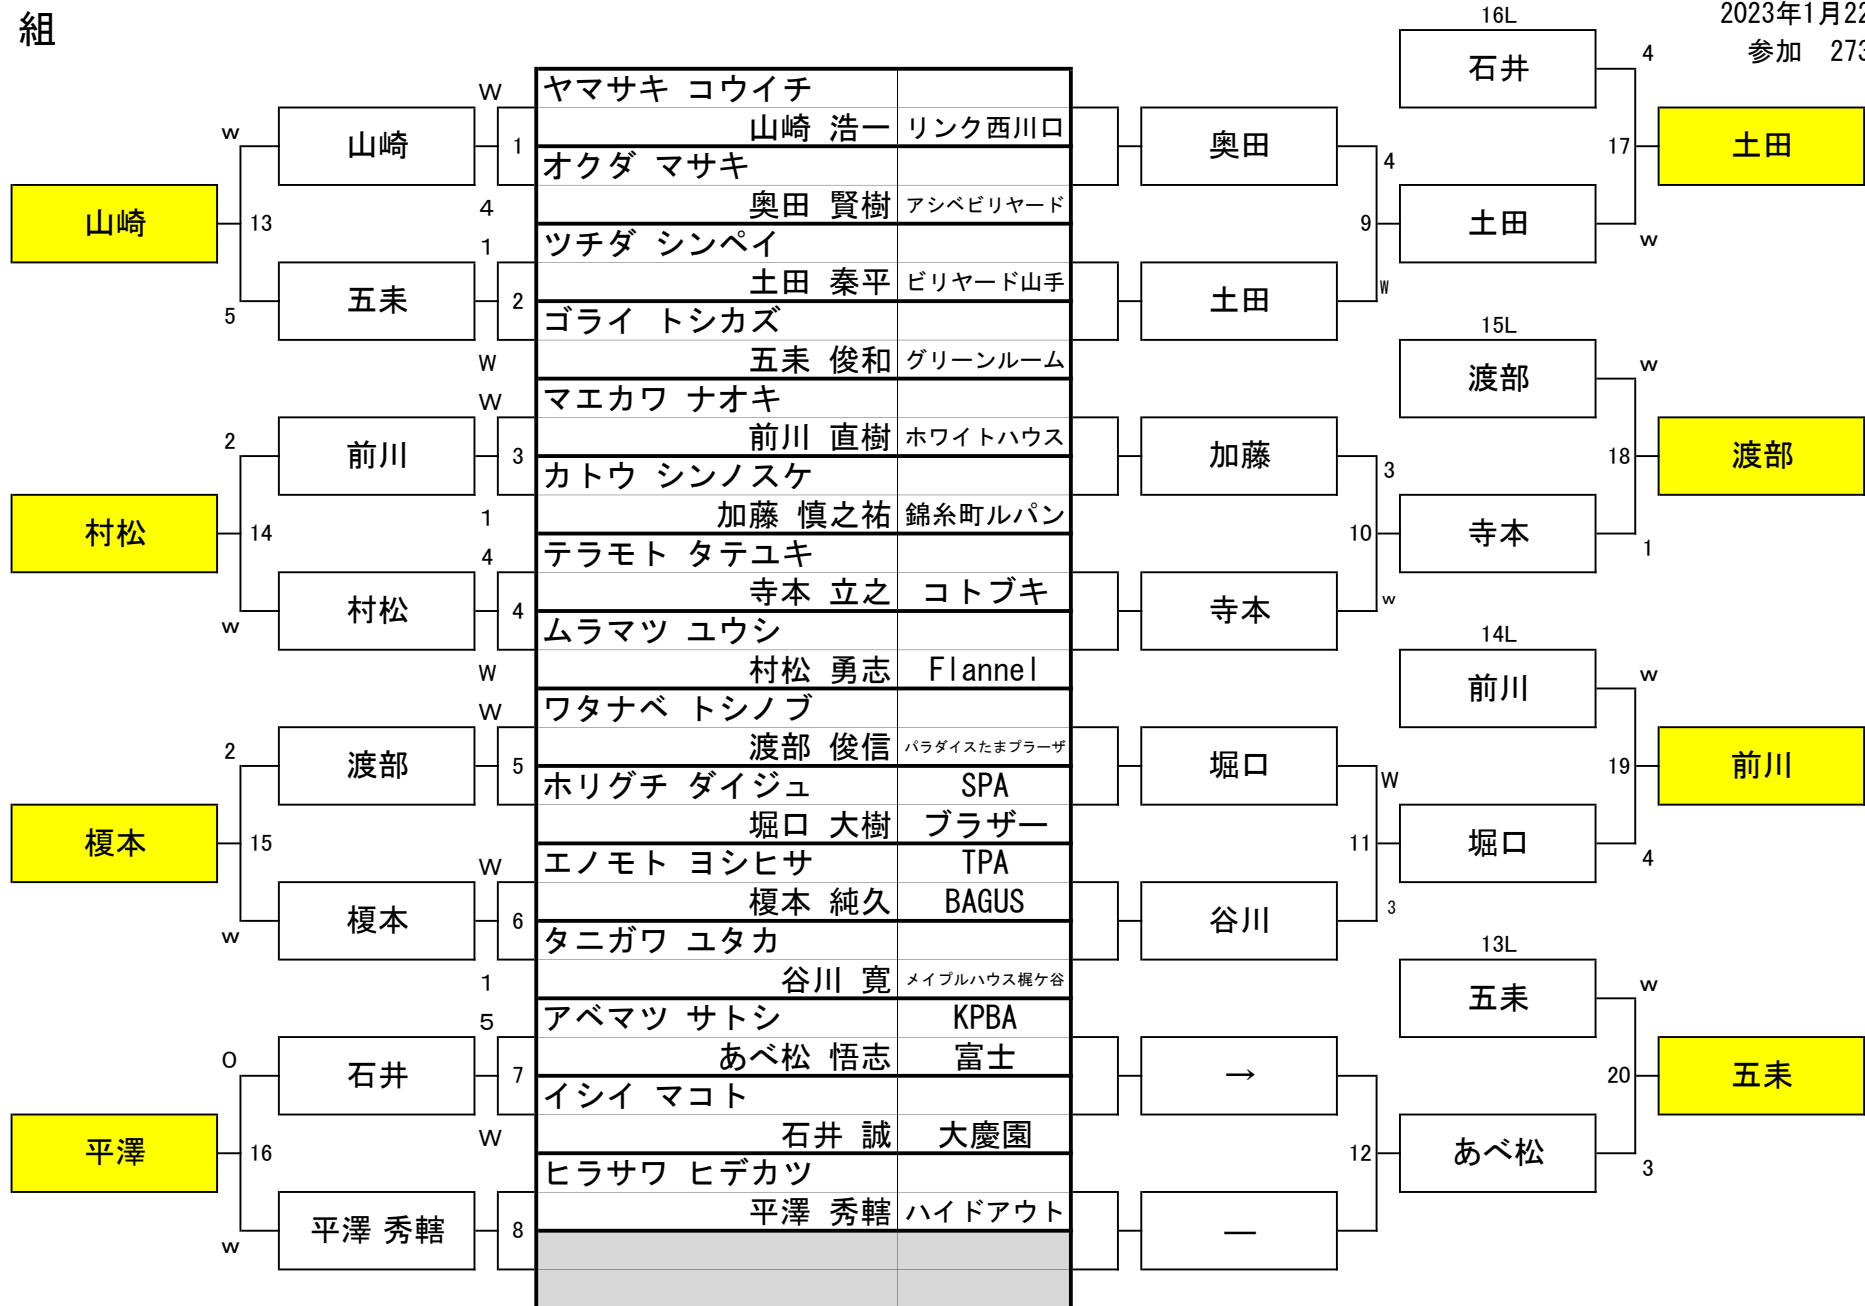 組
2023年1月22
参加 273
16L
石井
4
17
土田
w
土田
15L
渡部
w
18
渡部
1
寺本
14L
前川
w
19
前川
4
堀口
13L
五耒
w
20
五耒
3
あべ松
山崎
w
13
5
山崎
五耒
村松
2
14
w
前川
村松
榎本
2
15
w
渡部
榎本
平澤
0
16
w
石井
平澤 秀轄
W
1
4
1
2
W
W
3
1
4
4
W
W
5
W
6
1
5
7
W
8
ヤマサキ コウイチ
山崎 浩一 リンク西川口
オクダ マサキ
奥田 賢樹 アシベビリヤード
ツチダ シンペイ
土田 秦平 ビリヤード山手
ゴライ トシカズ
五耒 俊和 グリーンルーム
マエカワ ナオキ
前川 直樹 ホワイトハウス
カトウ シンノスケ
加藤 慎之祐 錦糸町ルパン
テラモト タテユキ
寺本 立之 コトブキ
ムラマツ ユウシ
村松 勇志 Flannel
ワタナベ トシノブ
渡部 俊信 パラダイスたまプラーザ
ホリグチ ダイジュ SPA
堀口 大樹 ブラザー
エノモト ヨシヒサ TPA
榎本 純久 BAGUS
タニガワ ユタカ
谷川 寛 メイプルハウス梶ケ谷
アベマツ サトシ KPBA
あべ松 悟志 富士
イシイ マコト
石井 誠 大慶園
ヒラサワ ヒデカツ
平澤 秀轄 ハイドアウト
奥田
4
9
W
土田
加藤
3
10
w
寺本
堀口
W
11
3
谷川
→
12
―